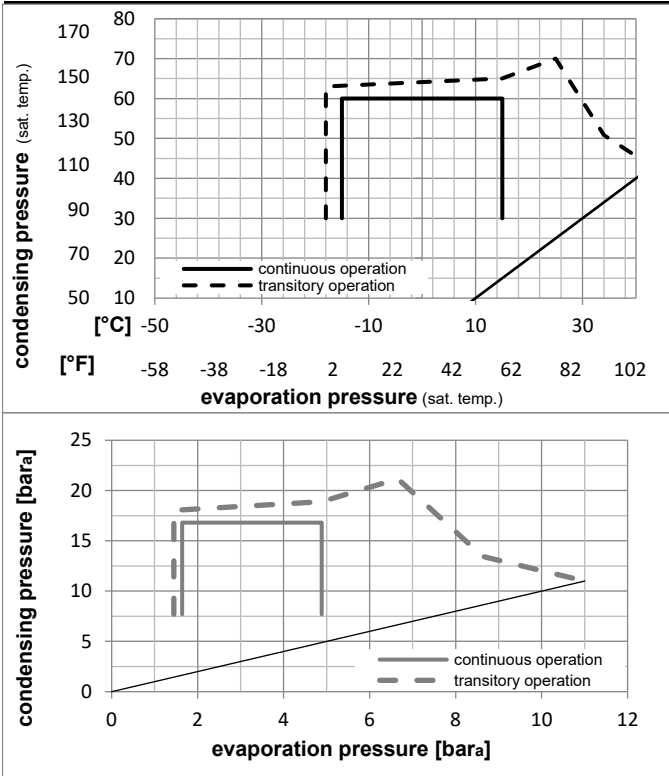 condensing pressure (sat. temp.)
170
150
130
110
90
70
50
80
70
60
50
40
30
20
10
continuous operation
transitory operation
[°C] -50 -30 -10 10 30
[°F] -58 -38 -18 2 22 42 62 82 102
evaporation pressure (sat. temp.)
condensing pressure [bara]
25
20
15
10
5
0
continuous operation
transitory operation
0 2 4 6 8 10 12
evaporation pressure [bara]